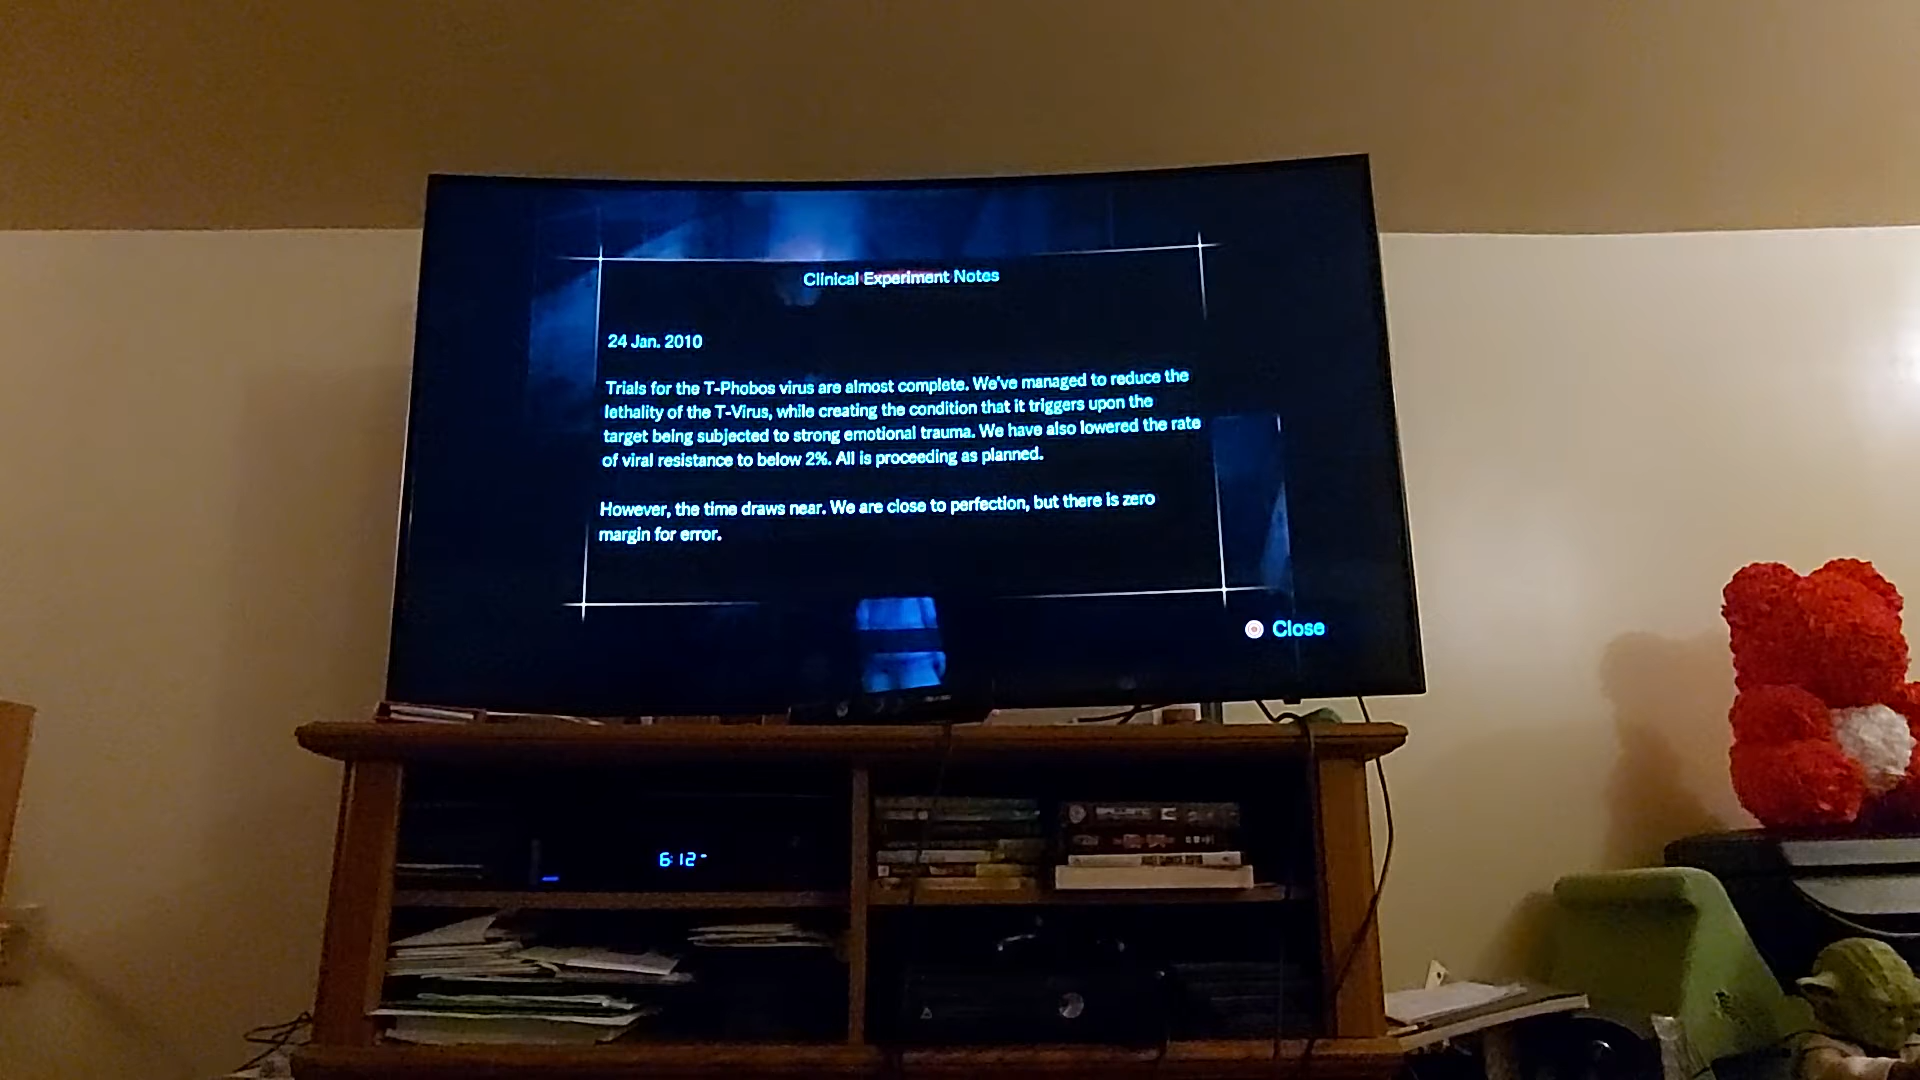 Clinical Experiment Notes
24 Jan. 2010
Trials for the T-Phobos virus are almost complete. We've managed to reduce the
lethality of the T-Virus, while creating the condition that it triggers upon the
target being subjected to strong emotional trauma. We have also lowered the rate
of viral resistance to below 2%. All is proceeding as planned.
However, the time draws near. We are close to perfection, but there is zero
margin for error.
Close
6:12